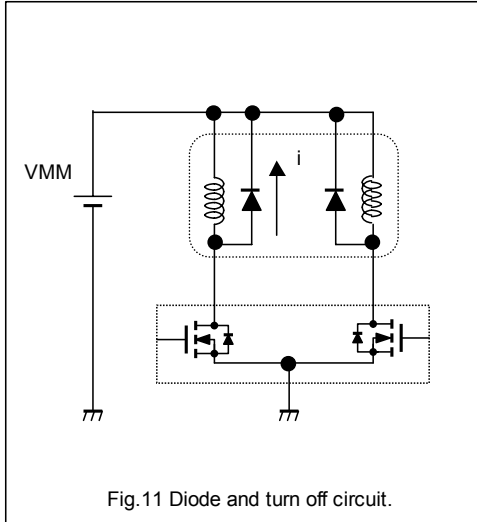 i
VMM
Fig.11 Diode and turn off circuit.